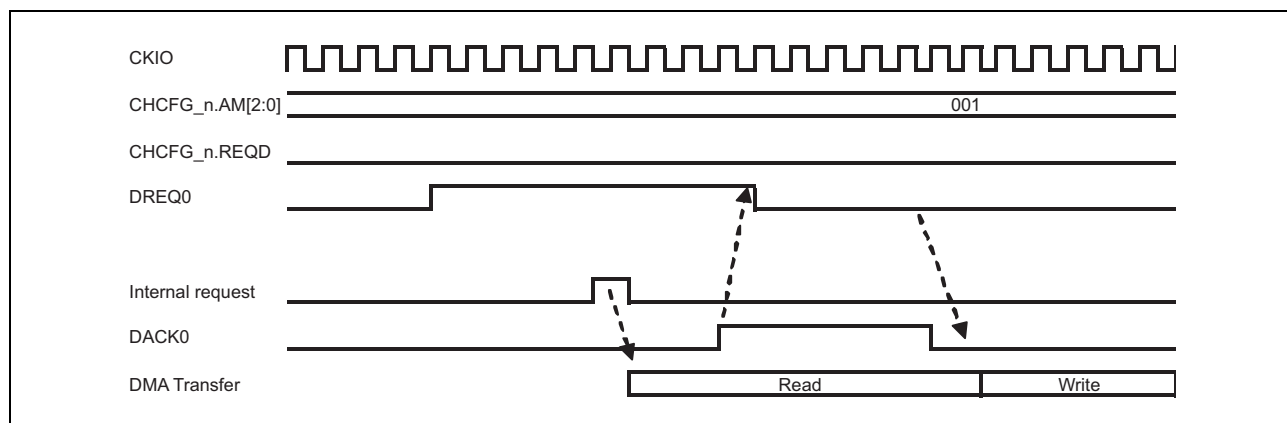 CKIO
CHCFG_n.AM[2:0] 001
CHCFG_n.REQD
DREQ0
Internal request
DACK0
DMA Transfer Read Write